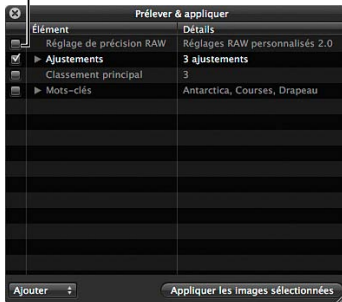 Prélever & appliquer
Élément Détails
Réglage de précision RAW Réglages RAW personnalisés 2.0
Ajustements 3 ajustements
Classement principal 3
Mots-clés Antarctica, Courses, Drapeau
Ajouter Appliquer les images sélectionnées